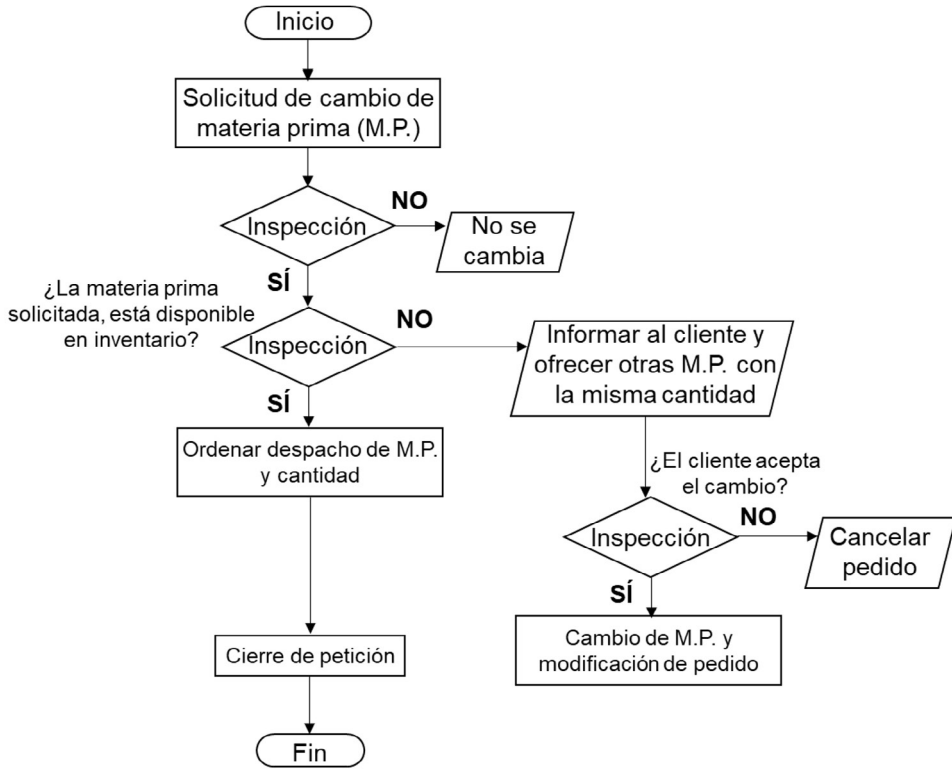 Inicio
Solicitud de cambio de
materia prima (M.P.)
Inspección
NO
No se
cambia
SÍ
¿La materia prima
solicitada, está disponible
en inventario?
Inspección
NO
Informar al cliente y
ofrecer otras M.P. con
la misma cantidad
SÍ
Ordenar despacho de M.P.
y cantidad
¿El cliente acepta
el cambio?
Inspección
NO
Cancelar
pedido
SÍ
Cambio de M.P. y
modificación de pedido
Cierre de petición
Fin